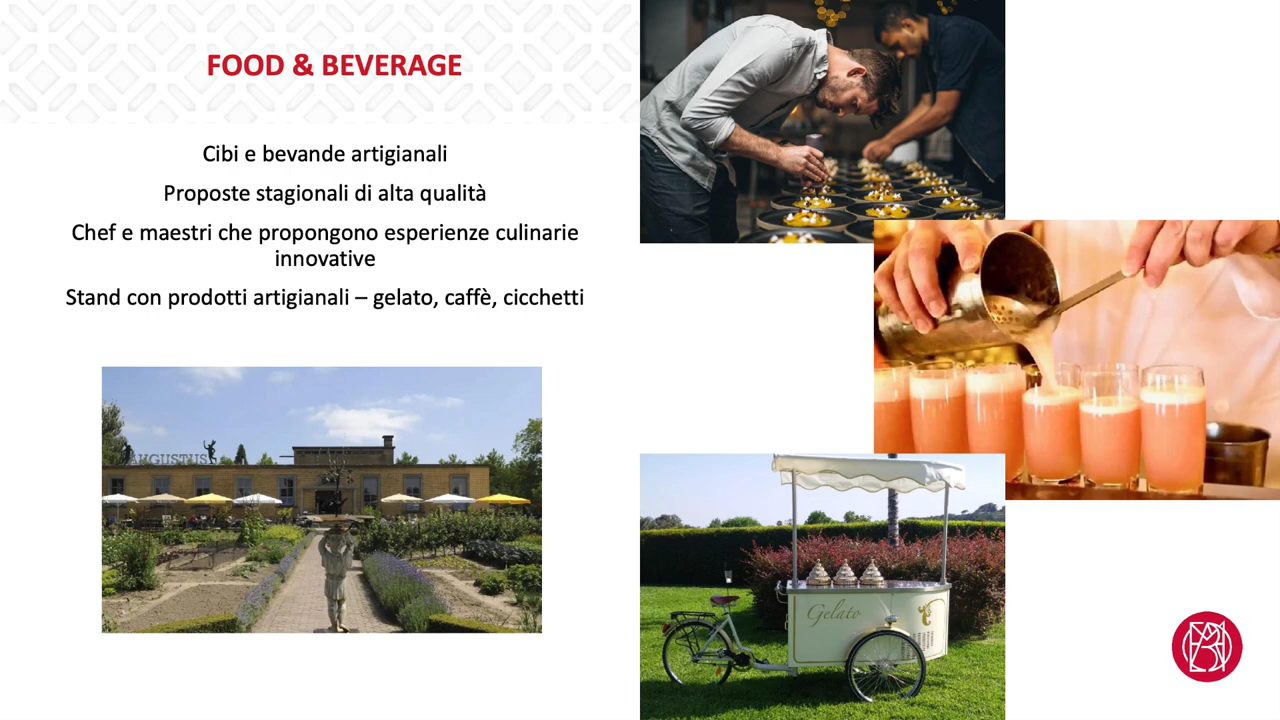 FOOD & BEVERAGE
Cibi e bevande artigianali
Proposte stagionali di alta qualità
Chef e maestri che propongono esperienze culinarie
innovative
Stand con prodotti artigianali – gelato, caffè, cicchetti
AUGUSTUS
Gelato